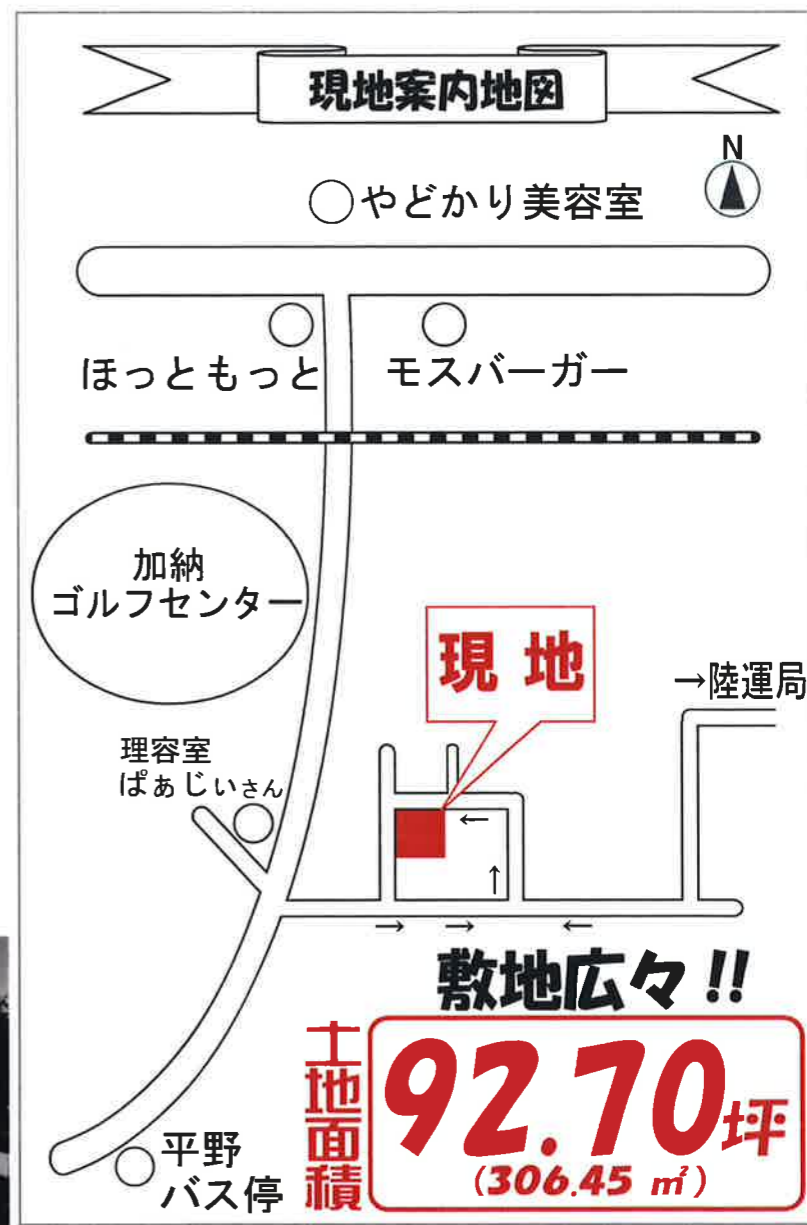 現地案内地図
N
○やどかり美容室
ほっともっと
モスバーガー
加納
ゴルフセンター
現地
→陸運局
理容室
ぱぁじぃさん
←
↑
→ → ←
敷地広々!!
土地面積
92.70坪
(306.45 ㎡)
平野
バス停